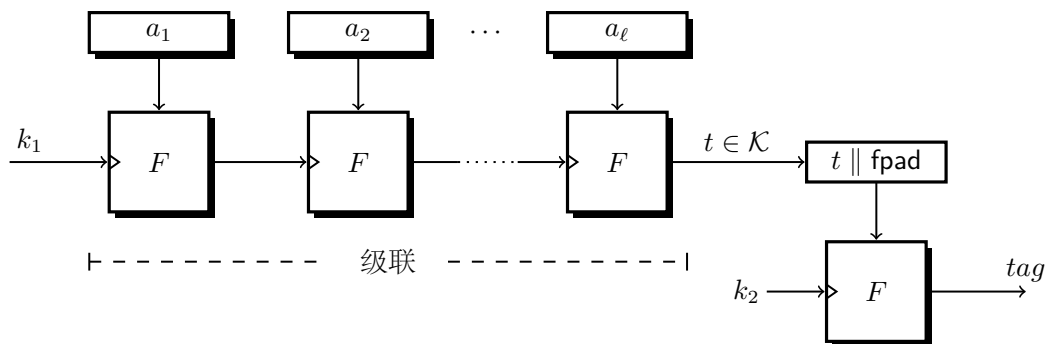 a₁ a₂ ⋯ a_ℓ
k₁ F F ⋯⋯ F t ∈ 𝒦 t ∥ fpad
级联
k₂ F tag